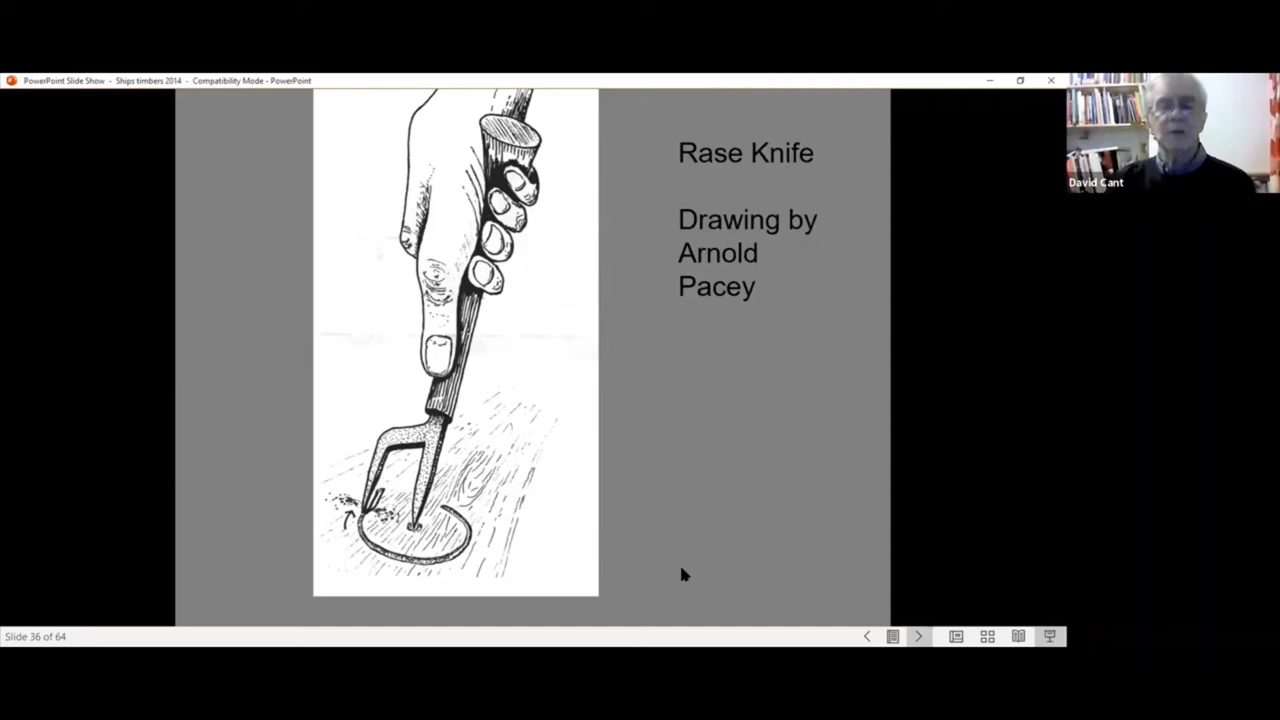 PowerPoint Slide Show - Ships timbers 2014 - Compatibility Mode - PowerPoint
Rase Knife
Drawing by
Arnold
Pacey
David Cant
Slide 36 of 64